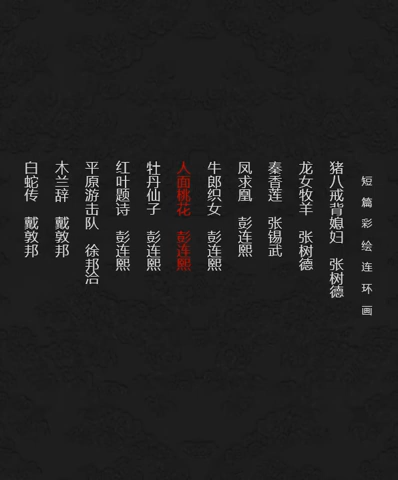 短篇彩绘连环画
猪八戒背媳妇 张树德
龙女牧羊 张树德
秦香莲 张锡武
凤求凰 彭连熙
牛郎织女 彭连熙
人面桃花 彭连熙
牡丹仙子 彭连熙
红叶题诗 彭连熙
平原游击队 徐邦治
木兰辞 戴敦邦
白蛇传 戴敦邦